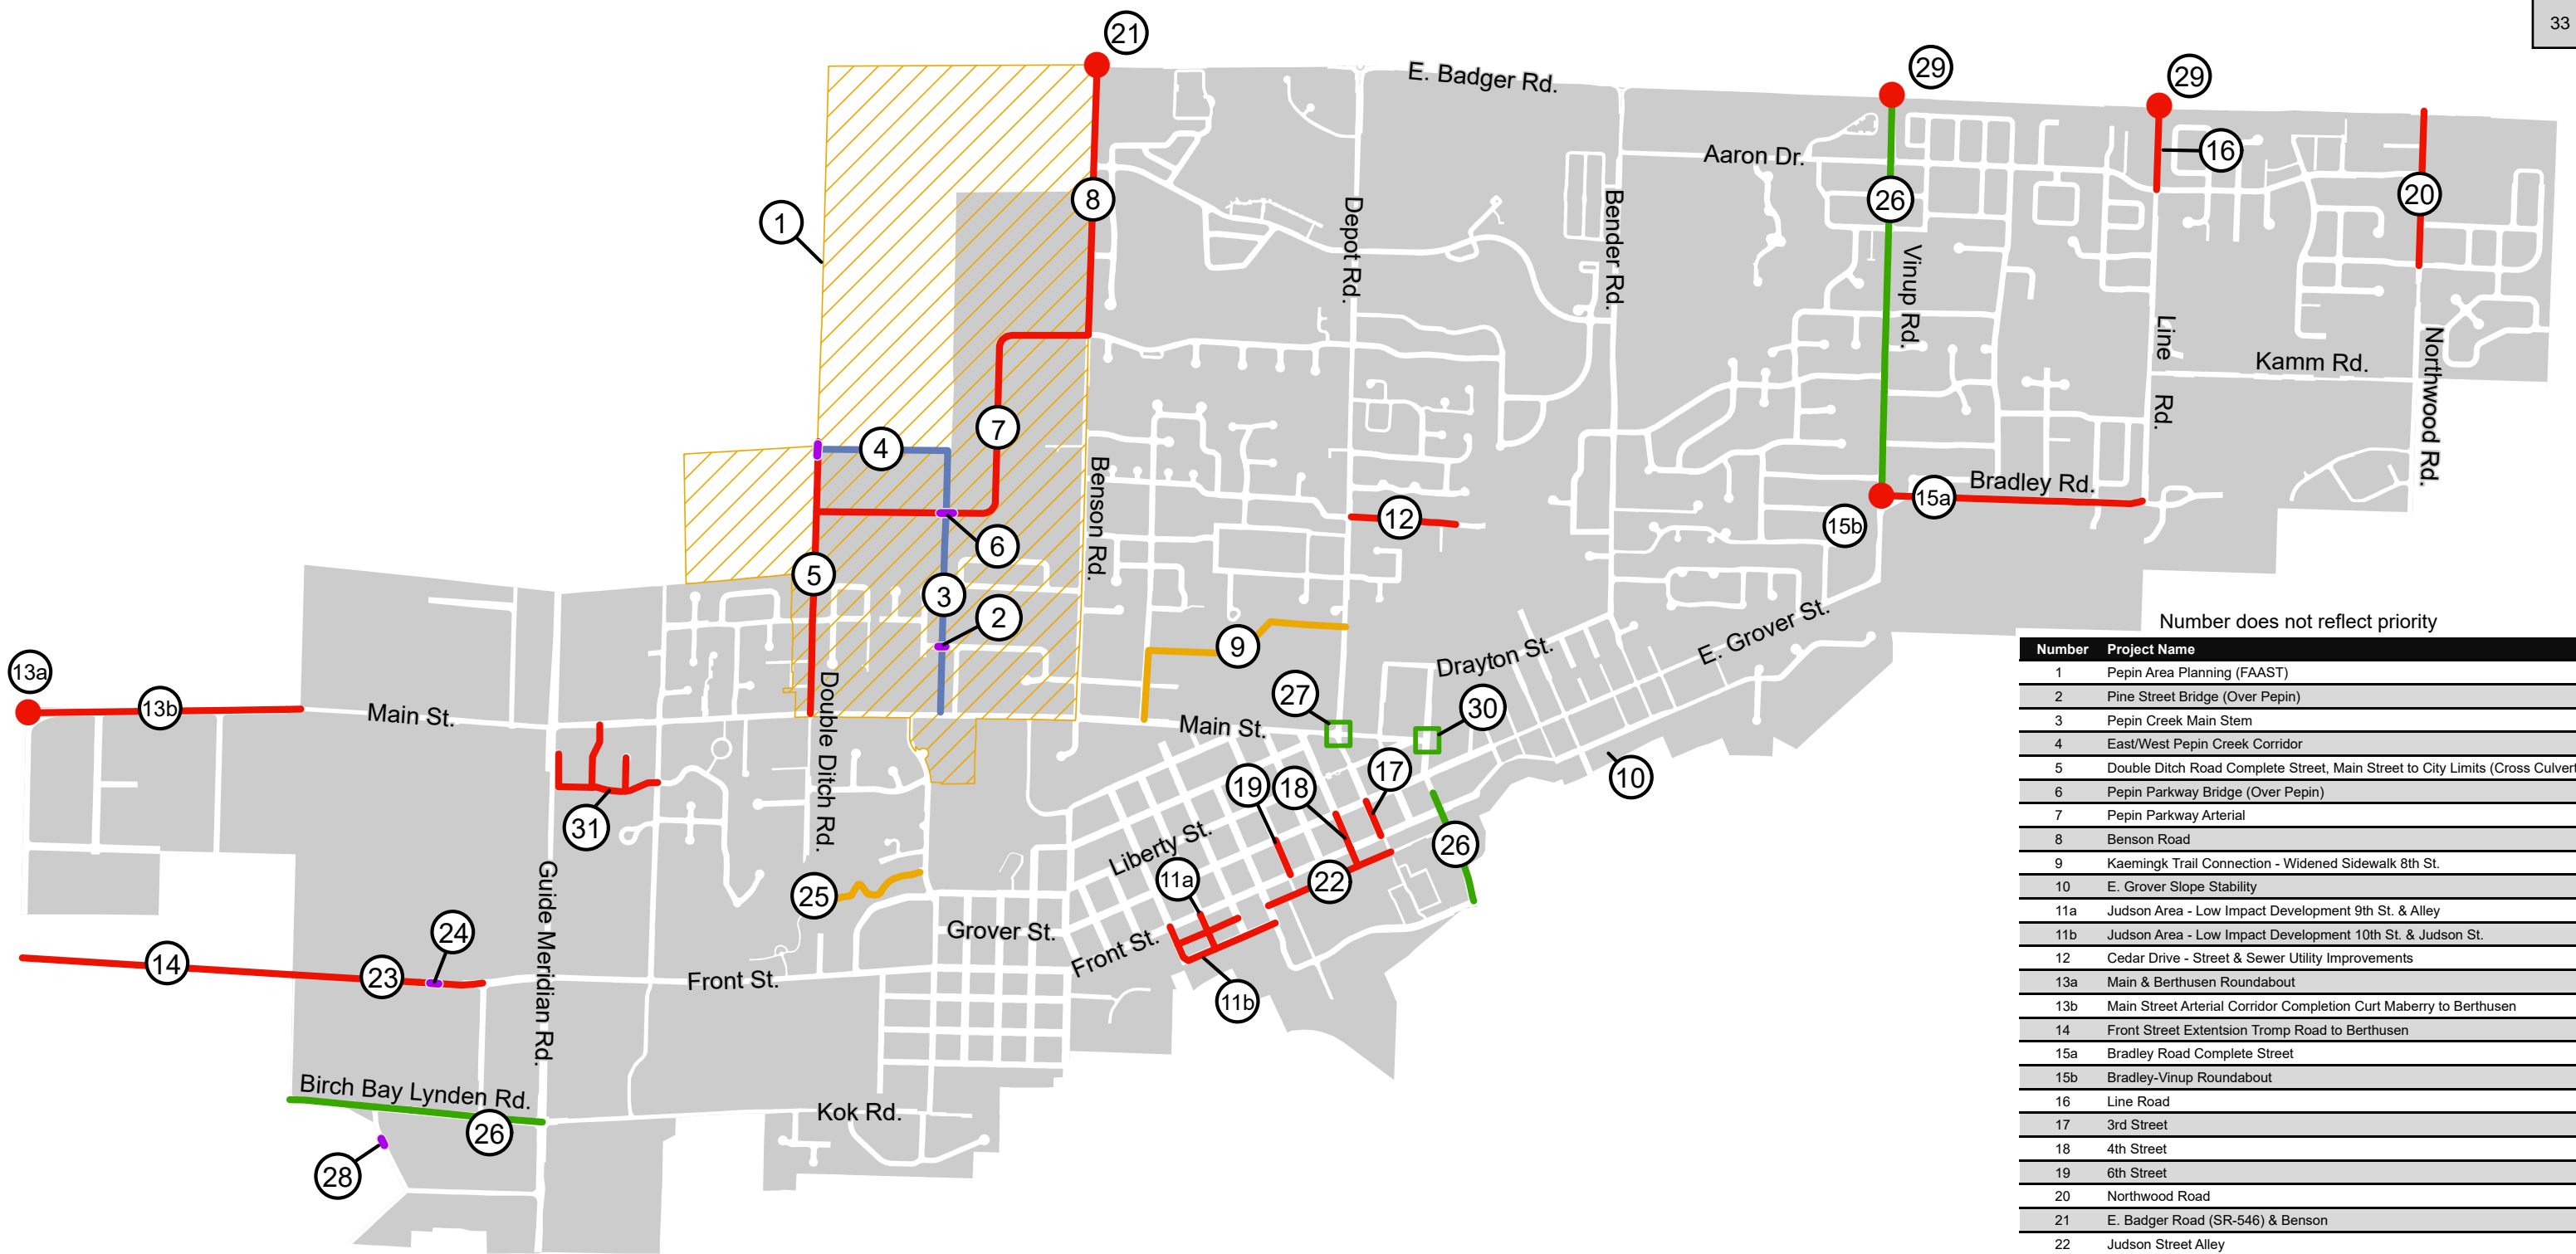 33
21
E. Badger Rd.
29
29
Aaron Dr.
16
1
8
26
20
Depot Rd.
Bender Rd.
Vinup Rd.
Line Rd.
Kamm Rd.
Northwood Rd.
4
7
Benson Rd.
Bradley Rd.
15a
15b
12
6
5
3
2
9
Drayton St.
E. Grover St.
13a
13b
Main St.
Double Ditch Rd.
27
30
Main St.
10
17
18
19
31
Liberty St.
26
11a
22
25
Guide Meridian Rd.
Grover St.
Front St.
24
14
23
Front St.
11b
Birch Bay Lynden Rd.
26
Kok Rd.
28
Number does not reflect priority
Number Project Name
1 Pepin Area Planning (FAAST)
2 Pine Street Bridge (Over Pepin)
3 Pepin Creek Main Stem
4 East/West Pepin Creek Corridor
5 Double Ditch Road Complete Street, Main Street to City Limits (Cross Culvert
6 Pepin Parkway Bridge (Over Pepin)
7 Pepin Parkway Arterial
8 Benson Road
9 Kaemingk Trail Connection - Widened Sidewalk 8th St.
10 E. Grover Slope Stability
11a Judson Area - Low Impact Development 9th St. & Alley
11b Judson Area - Low Impact Development 10th St. & Judson St.
12 Cedar Drive - Street & Sewer Utility Improvements
13a Main & Berthusen Roundabout
13b Main Street Arterial Corridor Completion Curt Maberry to Berthusen
14 Front Street Extentsion Tromp Road to Berthusen
15a Bradley Road Complete Street
15b Bradley-Vinup Roundabout
16 Line Road
17 3rd Street
18 4th Street
19 6th Street
20 Northwood Road
21 E. Badger Road (SR-546) & Benson
22 Judson Street Alley